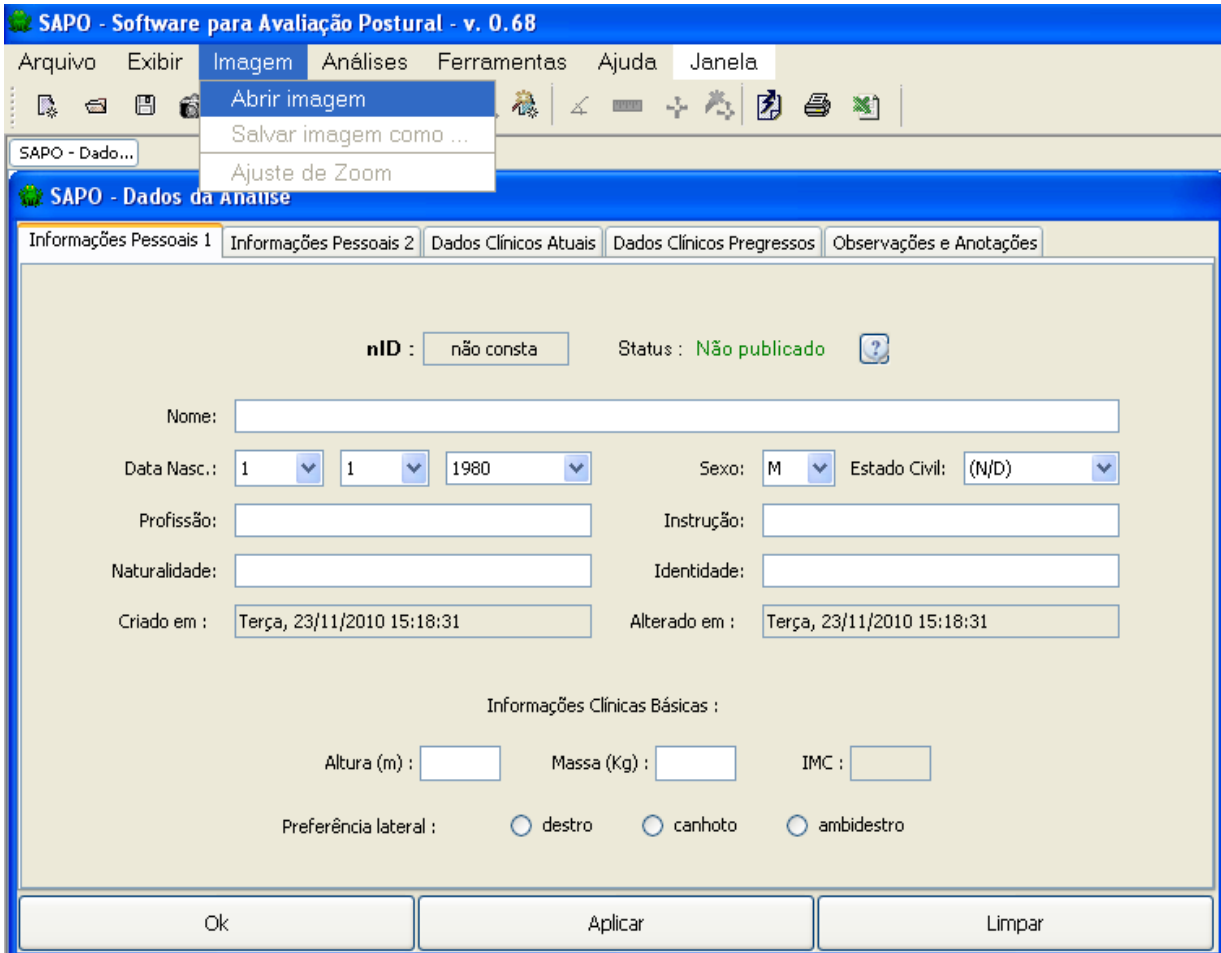 SAPO - Software para Avaliação Postural - v. 0.68
Arquivo Exibir Imagem Análises Ferramentas Ajuda Janela
Abrir imagem
Salvar imagem como ...
Ajuste de Zoom
SAPO - Dado...
SAPO - Dados da Análise
Informações Pessoais 1 Informações Pessoais 2 Dados Clínicos Atuais Dados Clínicos Pregressos Observações e Anotações
nID : não consta Status : Não publicado ?
Nome:
Data Nasc.: 1 1 1980 Sexo: M Estado Civil: (N/D)
Profissão: Instrução:
Naturalidade: Identidade:
Criado em : Terça, 23/11/2010 15:18:31 Alterado em : Terça, 23/11/2010 15:18:31
Informações Clínicas Básicas :
Altura (m) : Massa (Kg) : IMC :
Preferência lateral : destro canhoto ambidestro
Ok Aplicar Limpar